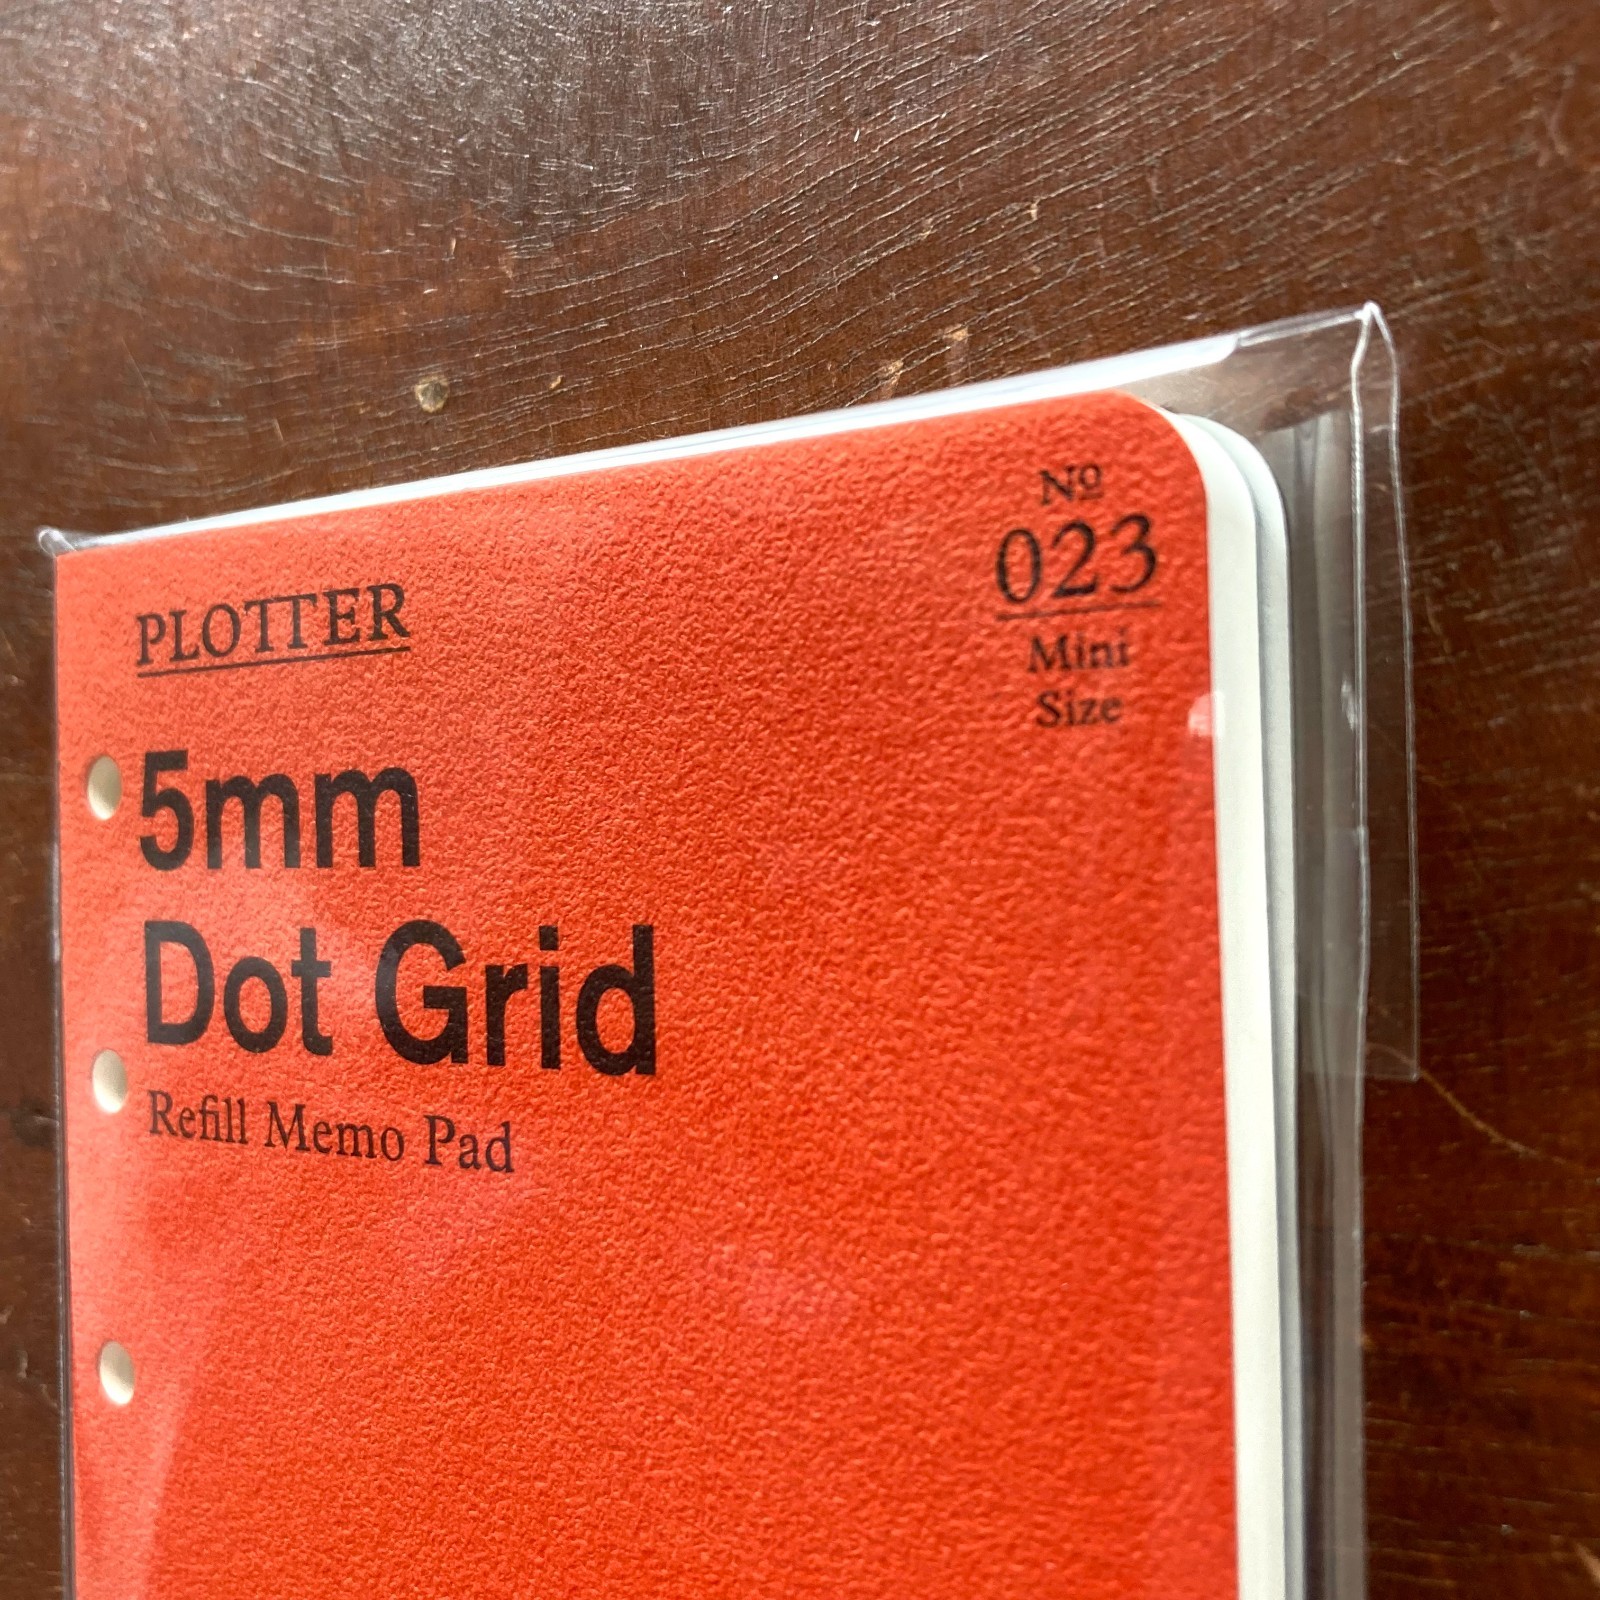 PLOTTER
Nº
023
Mini
Size
5mm
Dot Grid
Refill Memo Pad